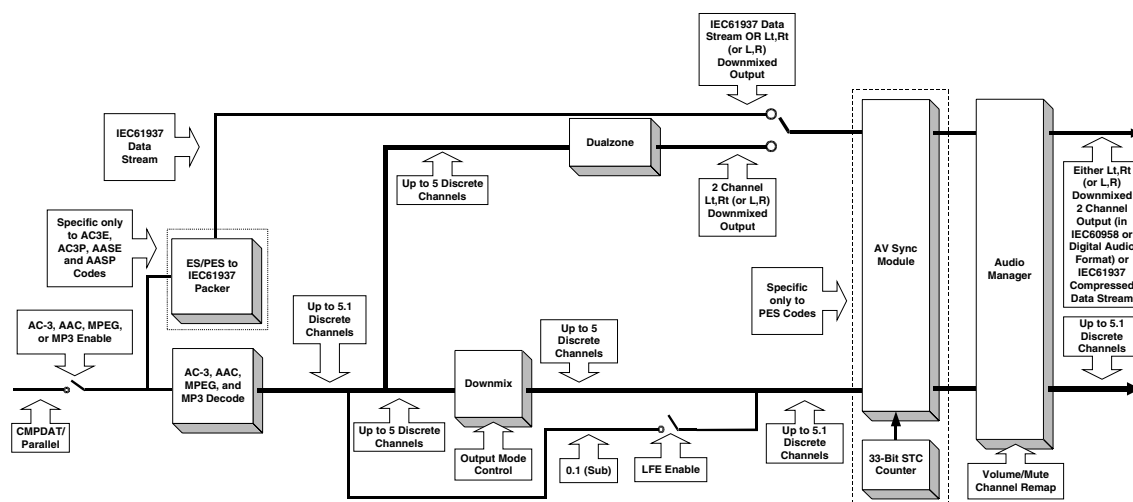 IEC61937 Data
Stream OR Lt,Rt
(or L,R)
Downmixed
Output
IEC61937
Data
Stream
Dualzone
Up to 5 Discrete
Channels
2 Channel
Lt,Rt (or L,R)
Downmixed
Output
Either Lt,Rt
(or L,R)
Downmixed
2 Channel
Output (in
IEC60958 or
Digital Audio
Format) or
IEC61937
Compressed
Data Stream
Specific only
to AC3E,
AC3P, AASE
and AASP
Codes
ES/PES to
IEC61937
Packer
AV Sync
Module
Audio
Manager
Specific
only to
PES Codes
Up to 5.1
Discrete
Channels
Up to 5
Discrete
Channels
Up to 5.1
Discrete
Channels
AC-3, AAC, MPEG,
or MP3 Enable
AC-3, AAC,
MPEG, and
MP3 Decode
Downmix
CMPDAT/
Parallel
Up to 5 Discrete
Channels
Output Mode
Control
0.1 (Sub)
LFE Enable
Up to 5.1
Discrete
Channels
33-Bit STC
Counter
Volume/Mute
Channel Remap